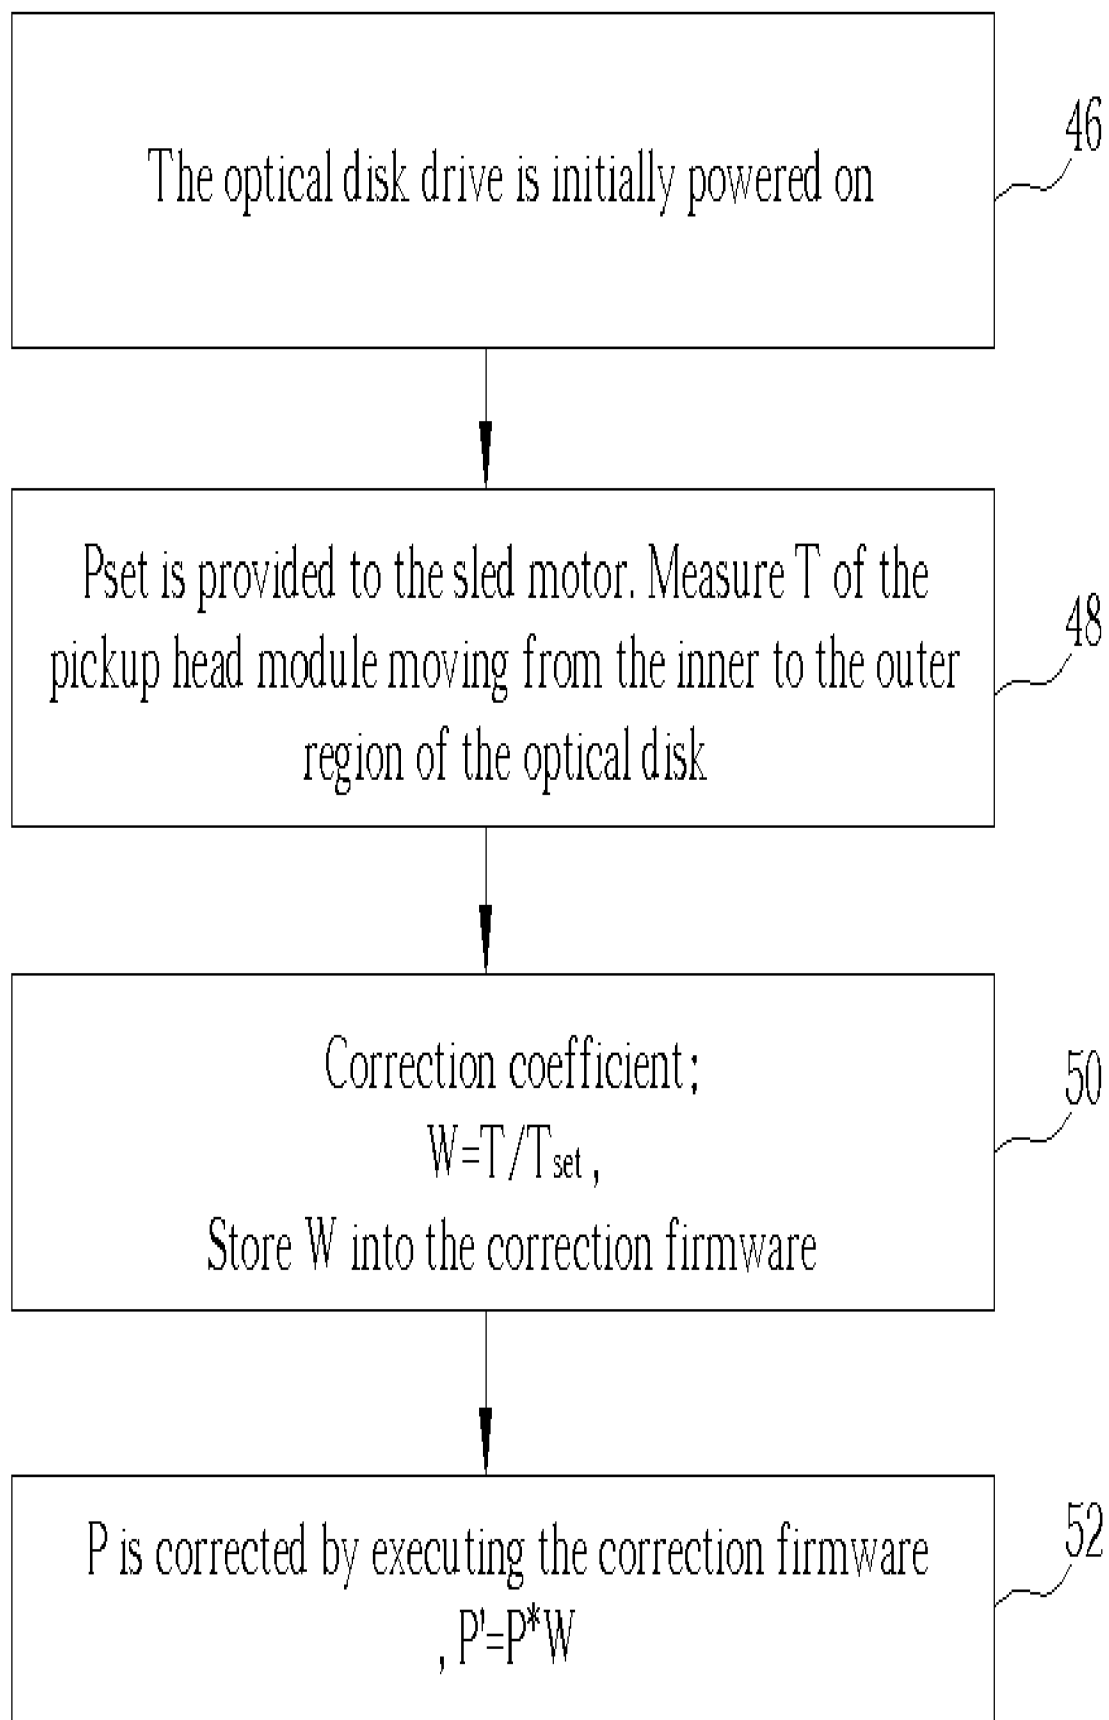 The optical disk drive is initially powered on
46
Pset is provided to the sled motor. Measure T of the
pickup head module moving from the inner to the outer
region of the optical disk
48
Correction coefficient;
W=T/Tset ,
Store W into the correction firmware
50
P is corrected by executing the correction firmware
, P'=P*W
52